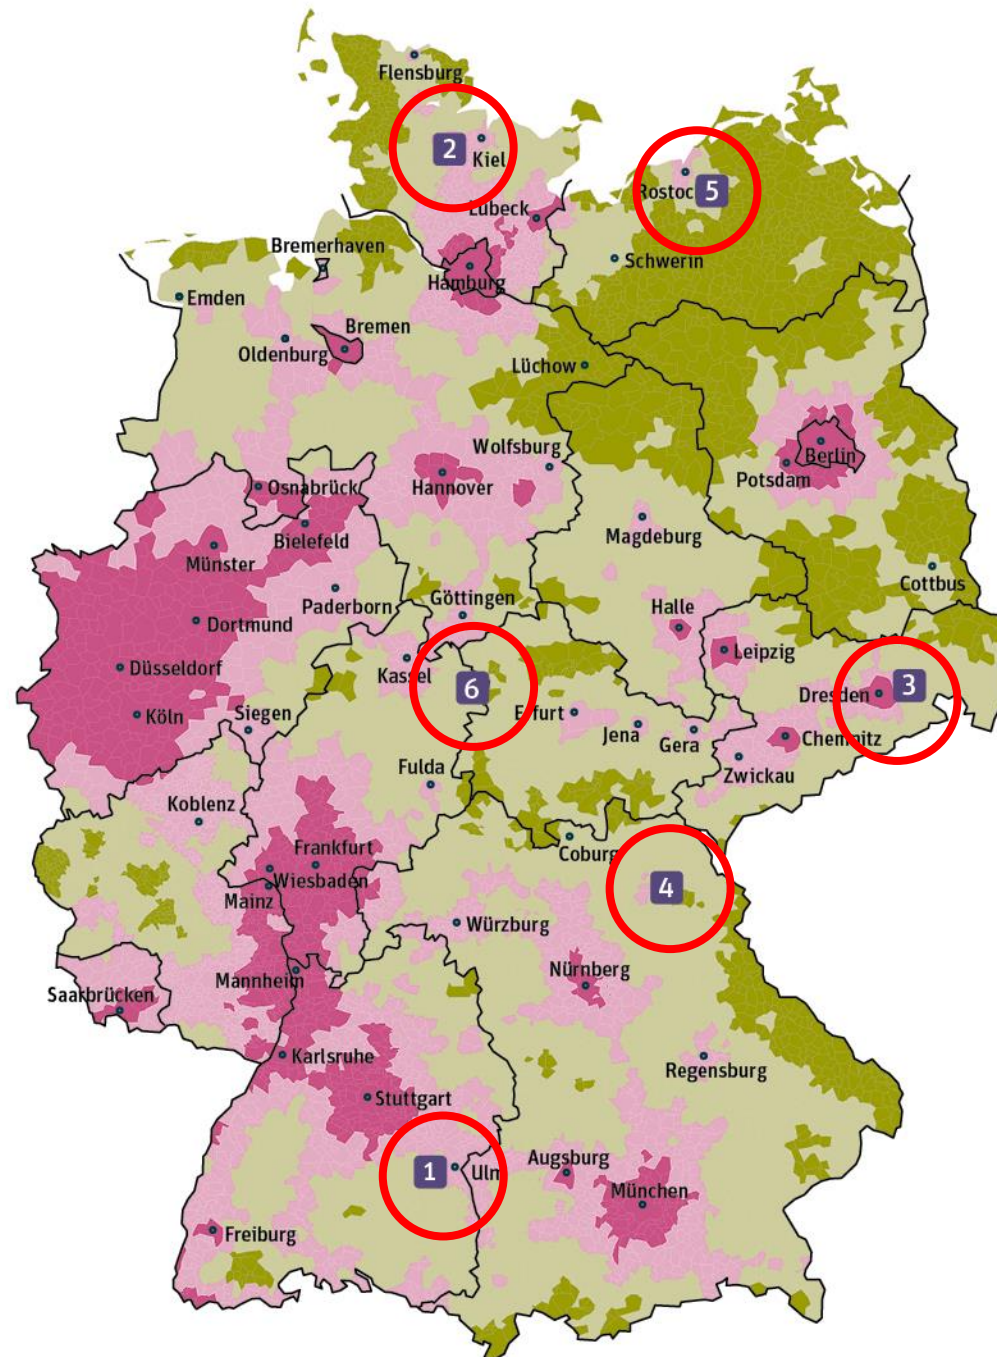 Flensburg
2
Kiel
Rostoc
5
Lübeck
Bremerhaven
Schwerin
Hamburg
Emden
Bremen
Oldenburg
Lüchow
Wolfsburg
Berlin
Potsdam
Osnabrück
Hannover
Magdeburg
Bielefeld
Münster
Cottbus
Paderborn
Göttingen
Halle
Dortmund
Leipzig
Düsseldorf
Kassel
6
Dresden
3
Köln
Siegen
Erfurt
Jena
Gera
Chemnitz
Zwickau
Fulda
Koblenz
Frankfurt
Coburg
Wiesbaden
4
Mainz
Würzburg
Nürnberg
Mannheim
Saarbrücken
Karlsruhe
Regensburg
Stuttgart
1
Ulm
Augsburg
München
Freiburg